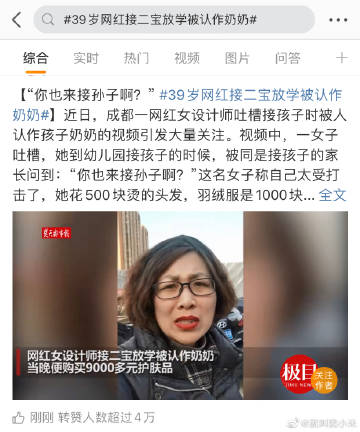 #39岁网红接二宝放学被认作奶奶#
综合 实时 热门 视频 图片 问答
【“你也来接孙子啊？” #39岁网红接二宝放学被认作
奶奶#】近日，成都一网红女设计师吐槽接孩子时被人
认作孩子奶奶的视频引发大量关注。视频中，一女子
吐槽，她到幼儿园接孩子的时候，被同是接孩子的家
长问到：“你也来接孙子啊？”这名女子称自己太受打
击了，她花500块烫的头发，羽绒服是1000块... 全文
网红女设计师接二宝放学被认作奶奶
当晚便购买9000多元护肤品
极目
JIMU NEWS
关注
作者
刚刚 转赞人数超过4万